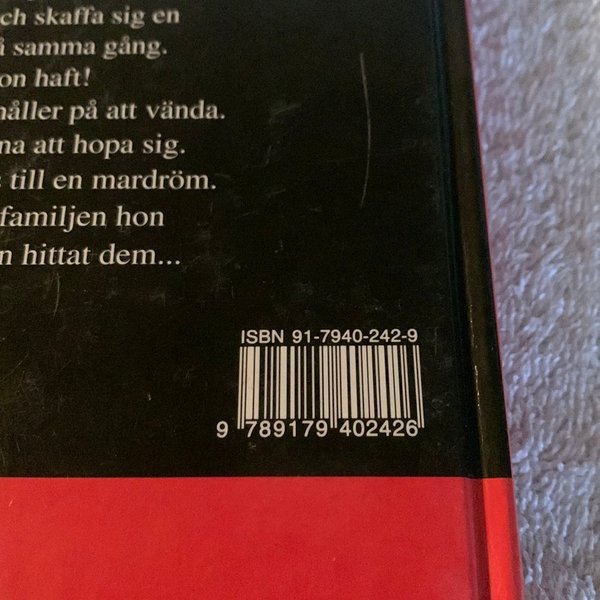 ch skaffa sig en
å samma gång.
on haft!
håller på att vända.
na att hopa sig.
s till en mardröm.
familjen hon
n hittat dem...
ISBN 91-7940-242-9
9 789179 402426